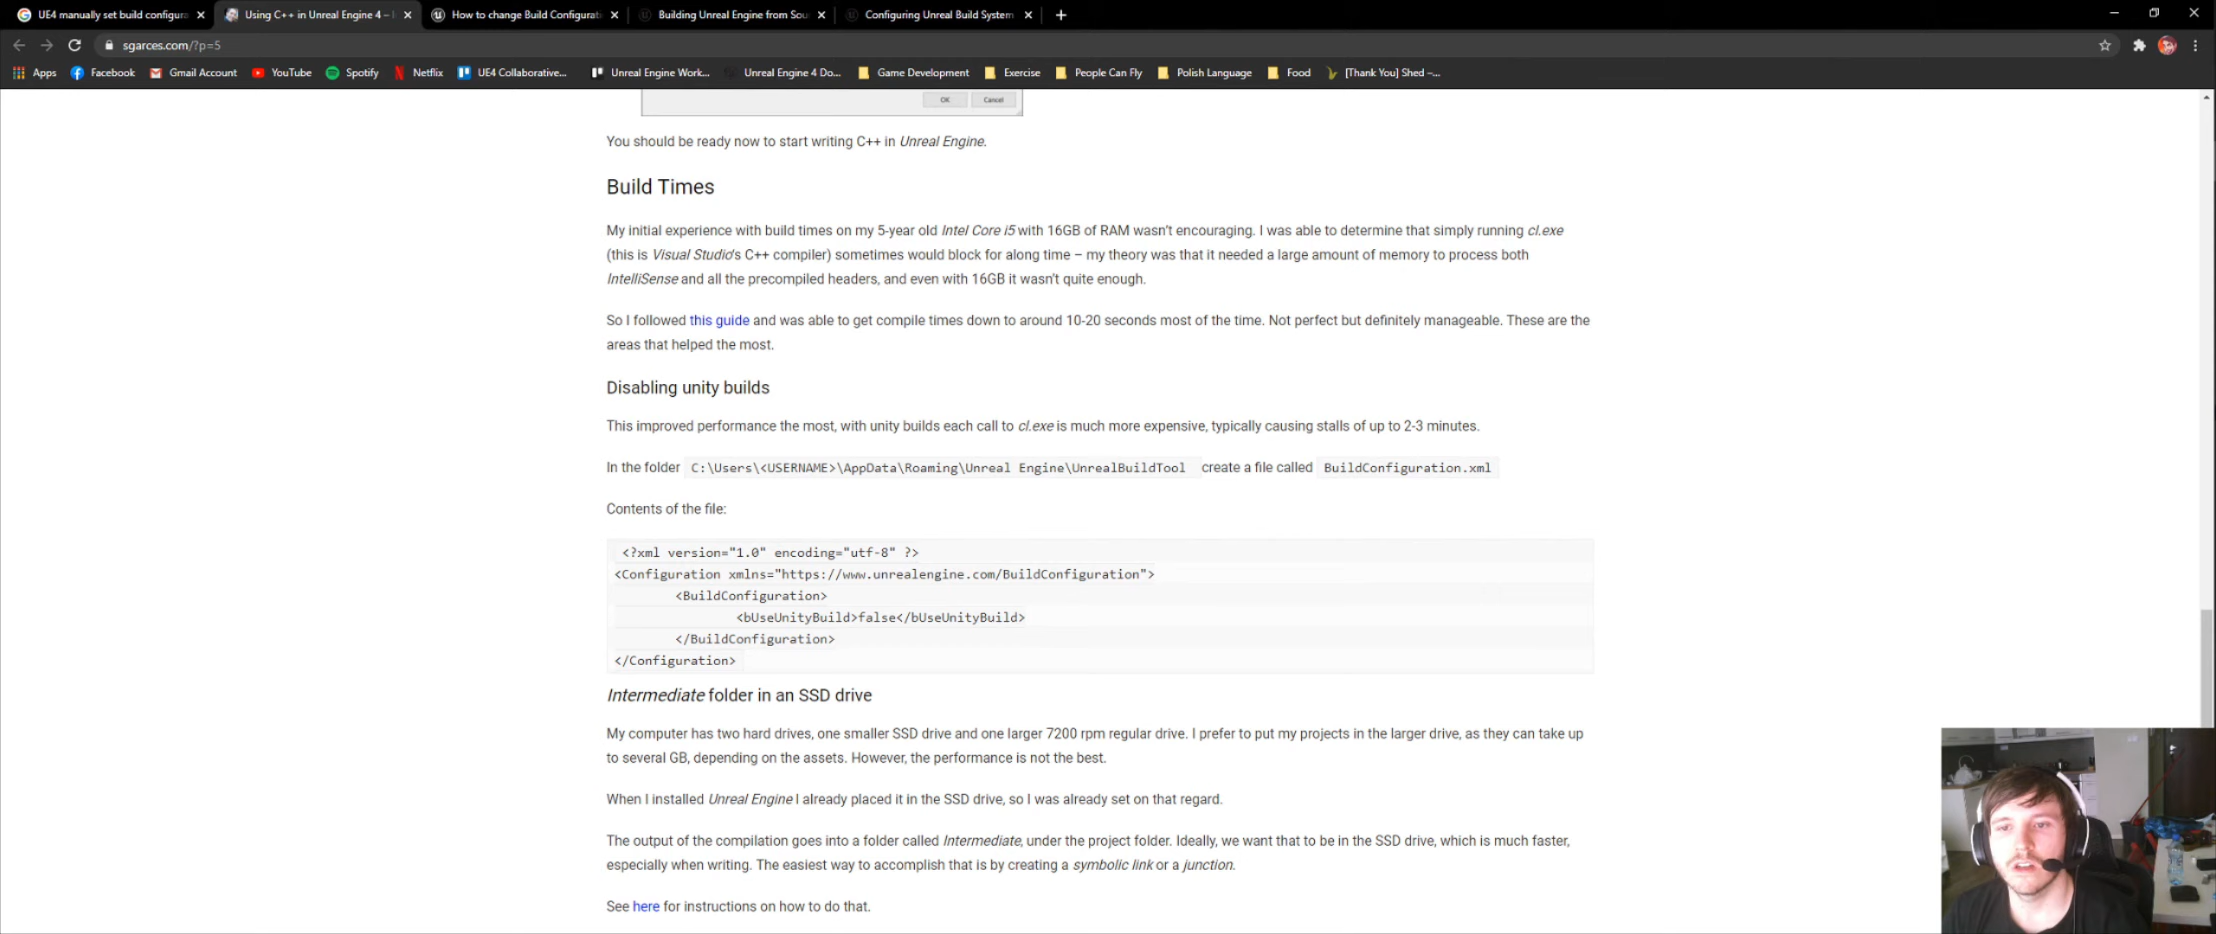 UE4 manually set build configura
Using C++ in Unreal Engine 4 –
How to change Build Configurati
Building Unreal Engine from Sou
Configuring Unreal Build System
sgarces.com/?p=5
Apps
Facebook
Gmail Account
YouTube
Spotify
Netflix
UE4 Collaborative...
Unreal Engine Work...
Unreal Engine 4 Do...
Game Development
Exercise
People Can Fly
Polish Language
Food
[Thank You] Shed –...
OK
Cancel
You should be ready now to start writing C++ in Unreal Engine.
Build Times
My initial experience with build times on my 5-year old Intel Core i5 with 16GB of RAM wasn't encouraging. I was able to determine that simply running cl.exe
(this is Visual Studio's C++ compiler) sometimes would block for along time – my theory was that it needed a large amount of memory to process both
IntelliSense and all the precompiled headers, and even with 16GB it wasn't quite enough.
So I followed this guide and was able to get compile times down to around 10-20 seconds most of the time. Not perfect but definitely manageable. These are the
areas that helped the most.
Disabling unity builds
This improved performance the most, with unity builds each call to cl.exe is much more expensive, typically causing stalls of up to 2-3 minutes.
In the folder C:\Users\<USERNAME>\AppData\Roaming\Unreal Engine\UnrealBuildTool create a file called BuildConfiguration.xml
Contents of the file:
<?xml version="1.0" encoding="utf-8" ?>
<Configuration xmlns="https://www.unrealengine.com/BuildConfiguration">
<BuildConfiguration>
<bUseUnityBuild>false</bUseUnityBuild>
</BuildConfiguration>
</Configuration>
Intermediate folder in an SSD drive
My computer has two hard drives, one smaller SSD drive and one larger 7200 rpm regular drive. I prefer to put my projects in the larger drive, as they can take up
to several GB, depending on the assets. However, the performance is not the best.
When I installed Unreal Engine I already placed it in the SSD drive, so I was already set on that regard.
The output of the compilation goes into a folder called Intermediate, under the project folder. Ideally, we want that to be in the SSD drive, which is much faster,
especially when writing. The easiest way to accomplish that is by creating a symbolic link or a junction.
See here for instructions on how to do that.